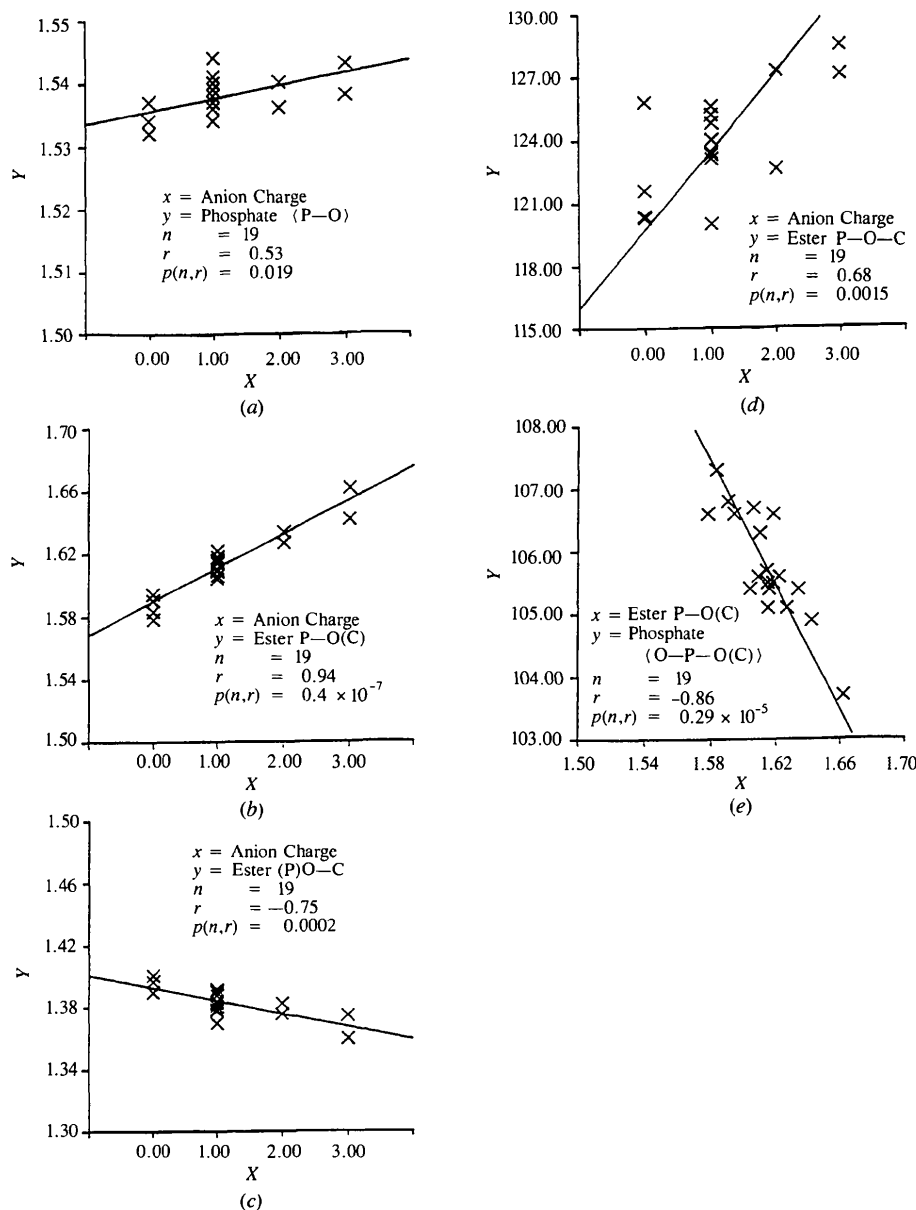 1.55
1.54
1.53
1.52
1.51
1.50
Y
x = Anion Charge
y = Phosphate ⟨P—O⟩
n = 19
r = 0.53
p(n,r) = 0.019
0.00 1.00 2.00 3.00
X
(a)
1.70
1.66
1.62
1.58
1.54
1.50
Y
x = Anion Charge
y = Ester P—O(C)
n = 19
r = 0.94
p(n,r) = 0.4 × 10⁻⁷
0.00 1.00 2.00 3.00
X
(b)
1.50
1.46
1.42
1.38
1.34
1.30
Y
x = Anion Charge
y = Ester (P)O—C
n = 19
r = —0.75
p(n,r) = 0.0002
0.00 1.00 2.00 3.00
X
(c)
130.00
127.00
124.00
121.00
118.00
115.00
Y
x = Anion Charge
y = Ester P—O—C
n = 19
r = 0.68
p(n,r) = 0.0015
0.00 1.00 2.00 3.00
X
(d)
108.00
107.00
106.00
105.00
104.00
103.00
Y
x = Ester P—O(C)
y = Phosphate
⟨O—P—O(C)⟩
n = 19
r = -0.86
p(n,r) = 0.29 × 10⁻⁵
1.50 1.54 1.58 1.62 1.66 1.70
X
(e)